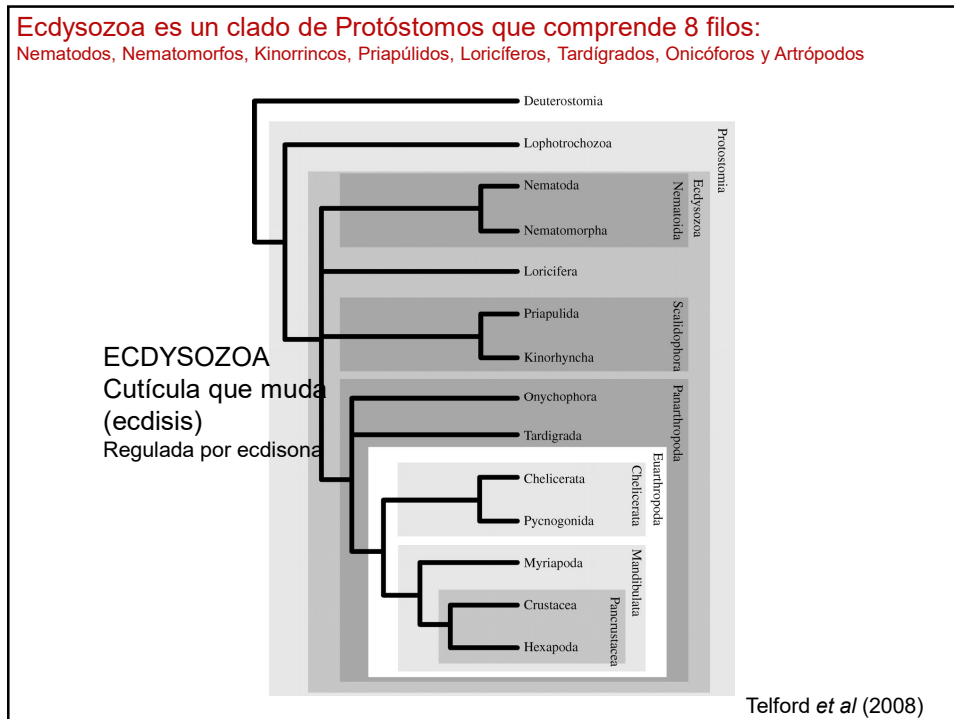 Ecdysozoa es un clado de Protóstomos que comprende 8 filos:
Nematodos, Nematomorfos, Kinorrincos, Priapúlidos, Loricíferos, Tardígrados, Onicóforos y Artrópodos
Deuterostomia
Lophotrochozoa
Nematoda
Nematomorpha
Loricifera
Priapulida
Kinorhyncha
Onychophora
Tardigrada
Chelicerata
Pycnogonida
Myriapoda
Crustacea
Hexapoda
Protostomia
Ecdysozoa
Nematoida
Scalidophora
Panarthropoda
Euarthropoda
Chelicerata
Mandibulata
Pancrustacea
ECDYSOZOA
Cutícula que muda
(ecdisis)
Regulada por ecdisona
Telford et al (2008)